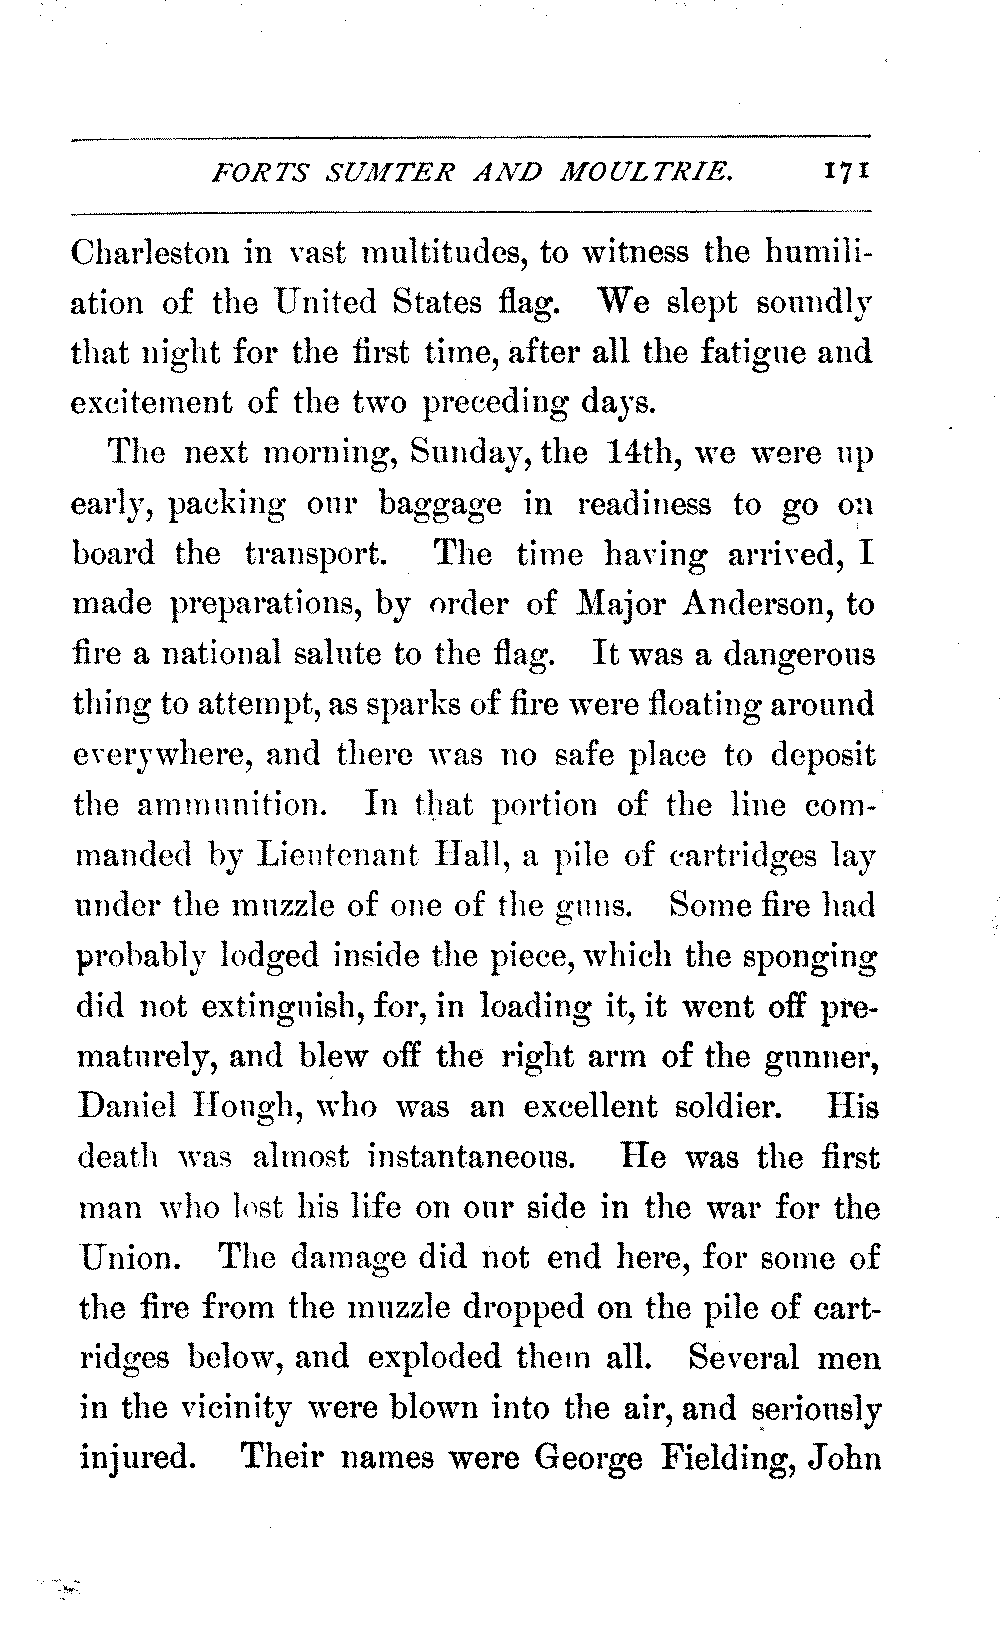 FORTS SUMTER AND MOULTRIE. 171
Charleston in vast multitudes, to witness the humili-
ation of the United States flag. We slept soundly
that night for the first time, after all the fatigue and
excitement of the two preceding days.
The next morning, Sunday, the 14th, we were up
early, packing our baggage in readiness to go on
board the transport. The time having arrived, I
made preparations, by order of Major Anderson, to
fire a national salute to the flag. It was a dangerous
thing to attempt, as sparks of fire were floating around
everywhere, and there was no safe place to deposit
the ammunition. In that portion of the line com-
manded by Lieutenant Hall, a pile of cartridges lay
under the muzzle of one of the guns. Some fire had
probably lodged inside the piece, which the sponging
did not extinguish, for, in loading it, it went off pre-
maturely, and blew off the right arm of the gunner,
Daniel Hough, who was an excellent soldier. His
death was almost instantaneous. He was the first
man who lost his life on our side in the war for the
Union. The damage did not end here, for some of
the fire from the muzzle dropped on the pile of cart-
ridges below, and exploded them all. Several men
in the vicinity were blown into the air, and seriously
injured. Their names were George Fielding, John